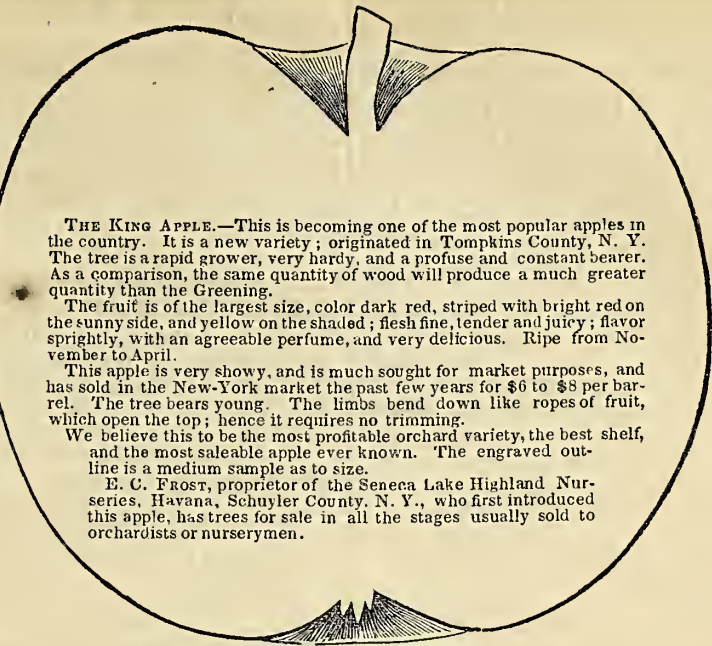 THE KING APPLE.—This is becoming one of the most popular apples in
the country. It is a new variety ; originated in Tompkins County, N. Y.
The tree is a rapid grower, very hardy, and a profuse and constant bearer.
As a comparison, the same quantity of wood will produce a much greater
quantity than the Greening.
The fruit is of the largest size, color dark red, striped with bright red on
the sunny side, and yellow on the shaded ; flesh fine, tender and juicy ; flavor
sprightly, with an agreeable perfume, and very delicious. Ripe from No-
vember to April.
This apple is very showy, and is much sought for market purposes, and
has sold in the New-York market the past few years for $6 to $8 per bar-
rel. The tree bears young. The limbs bend down like ropes of fruit,
which open the top ; hence it requires no trimming.
We believe this to be the most profitable orchard variety, the best shelf,
and the most saleable apple ever known. The engraved out-
line is a medium sample as to size.
E. C. FROST, proprietor of the Seneca Lake Highland Nur-
series, Havana, Schuyler County. N. Y., who first introduced
this apple, has trees for sale in all the stages usually sold to
orchardists or nurserymen.